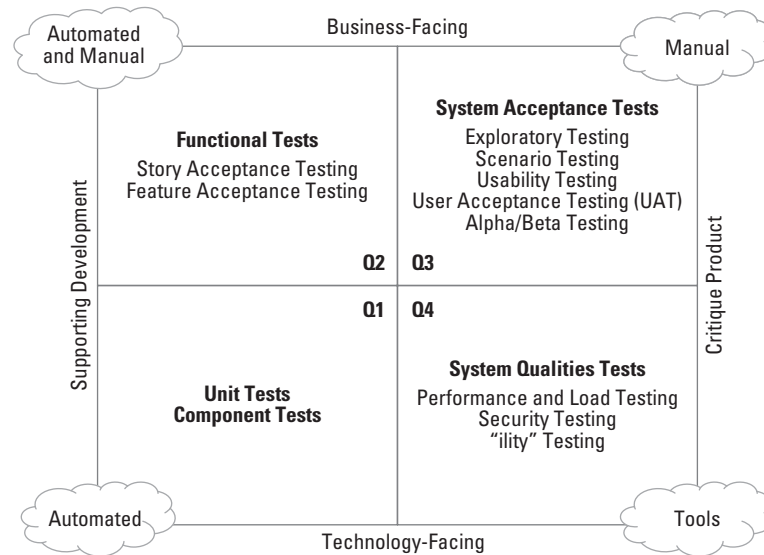 Automated
and Manual
Business-Facing
Manual
Functional Tests
Story Acceptance Testing
Feature Acceptance Testing
System Acceptance Tests
Exploratory Testing
Scenario Testing
Usability Testing
User Acceptance Testing (UAT)
Alpha/Beta Testing
Supporting Development
Q2
Q3
Critique Product
Q1
Q4
Unit Tests
Component Tests
System Qualities Tests
Performance and Load Testing
Security Testing
“ility” Testing
Automated
Technology-Facing
Tools